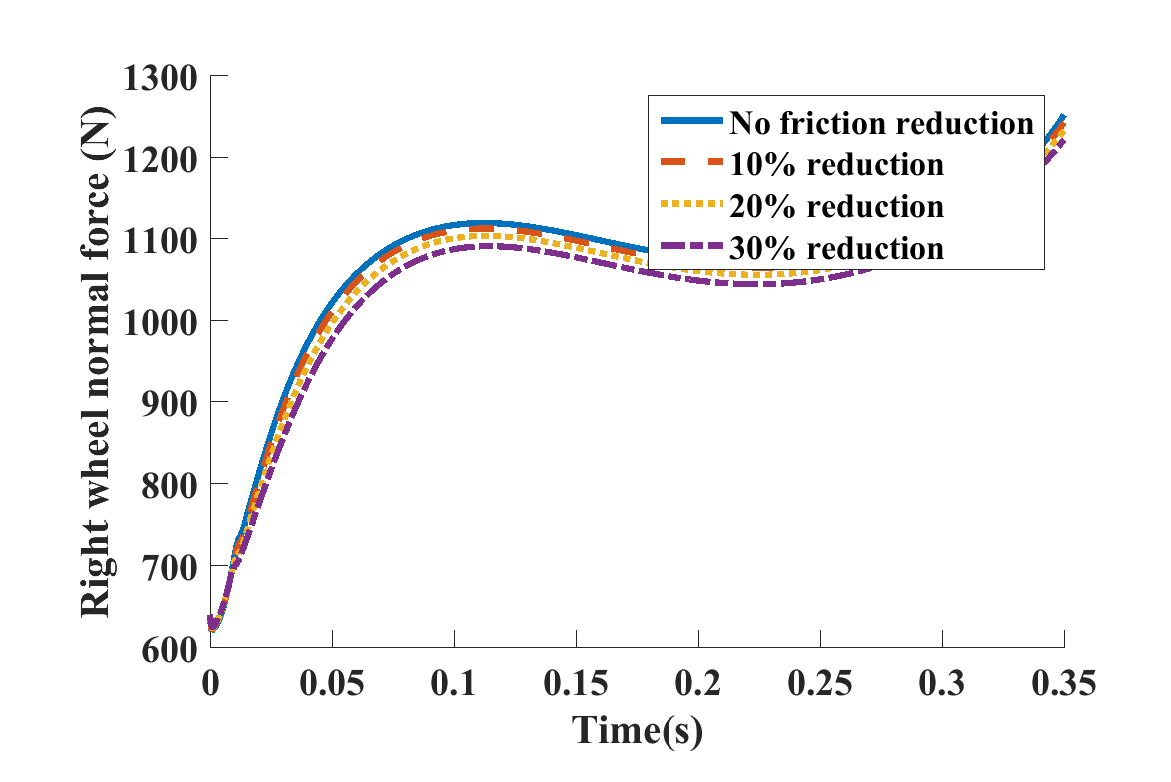 Right wheel normal force (N)
1300
1200
1100
1000
900
800
700
600
No friction reduction
10% reduction
20% reduction
30% reduction
0 0.05 0.1 0.15 0.2 0.25 0.3 0.35
Time(s)